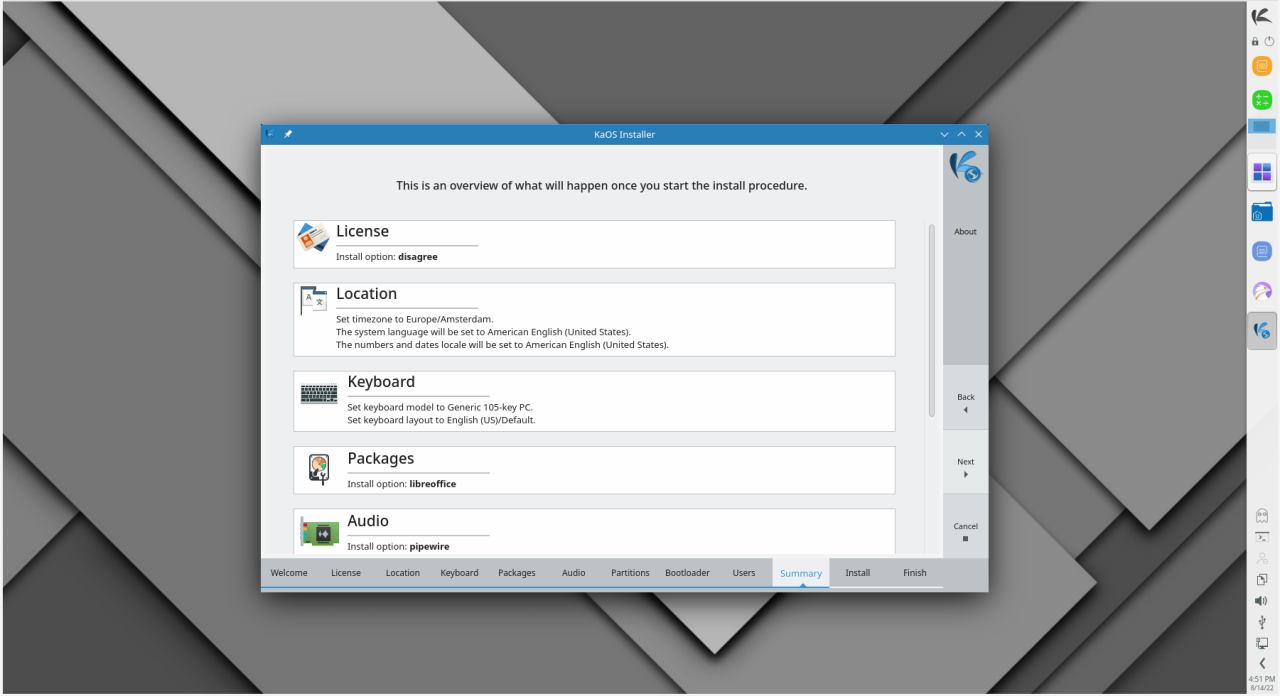 KaOS Installer
This is an overview of what will happen once you start the install procedure.
License
Install option: disagree
Location
Set timezone to Europe/Amsterdam.
The system language will be set to American English (United States).
The numbers and dates locale will be set to American English (United States).
Keyboard
Set keyboard model to Generic 105-key PC.
Set keyboard layout to English (US)/Default.
Packages
Install option: libreoffice
Audio
Install option: pipewire
About
Back
Next
Cancel
Welcome License Location Keyboard Packages Audio Partitions Bootloader Users Summary Install Finish
4:51 PM
8/14/22